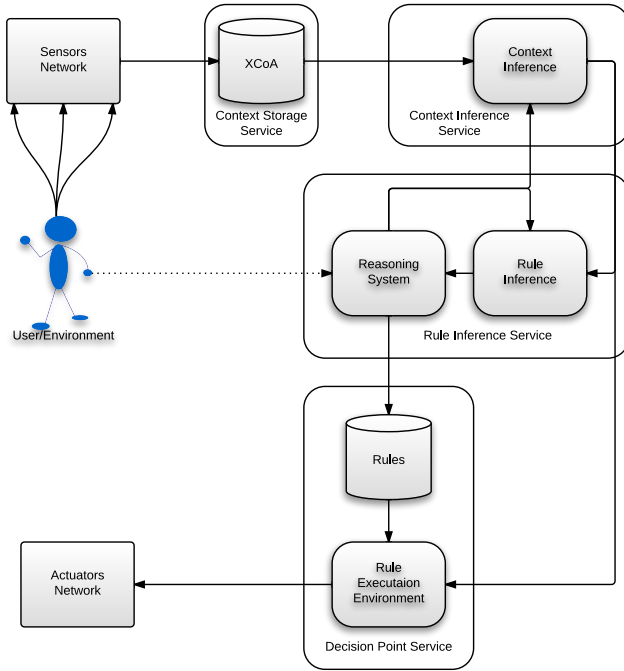 Sensors
Network
XCoA
Context Storage
Service
Context
Inference
Context Inference
Service
User/Environment
Reasoning
System
Rule
Inference
Rule Inference Service
Rules
Actuators
Network
Rule
Executaion
Environment
Decision Point Service